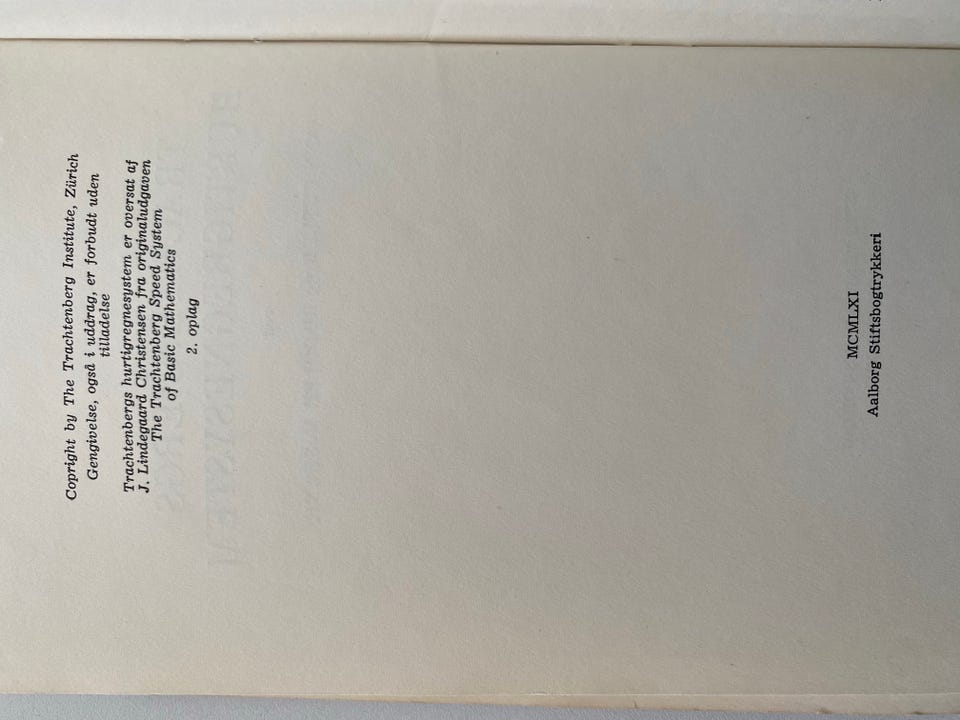 Copright by The Trachtenberg Institute, Zürich
Gengivelse, også i uddrag, er forbudt uden
tilladelse
Trachtenbergs hurtigregnesystem er oversat af
J. Lindegaard Christensen fra originaludgaven
The Trachtenberg Speed System
of Basic Mathematics
2. oplag
MCMLXI
Aalborg Stiftsbogtrykkeri